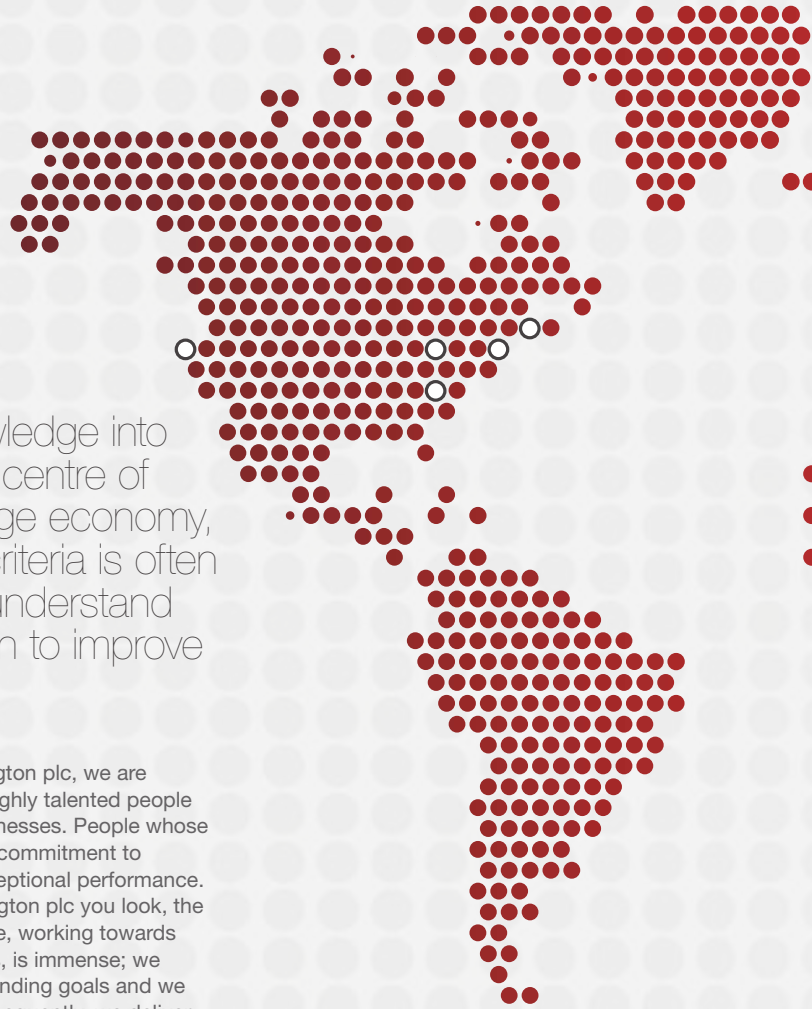 ledge into
centre of
ge economy,
riteria is often
understand
n to improve
gton plc, we are
ghly talented people
nesses. People whose
commitment to
eptional performance.
gton plc you look, the
e, working towards
, is immense; we
nding goals and we